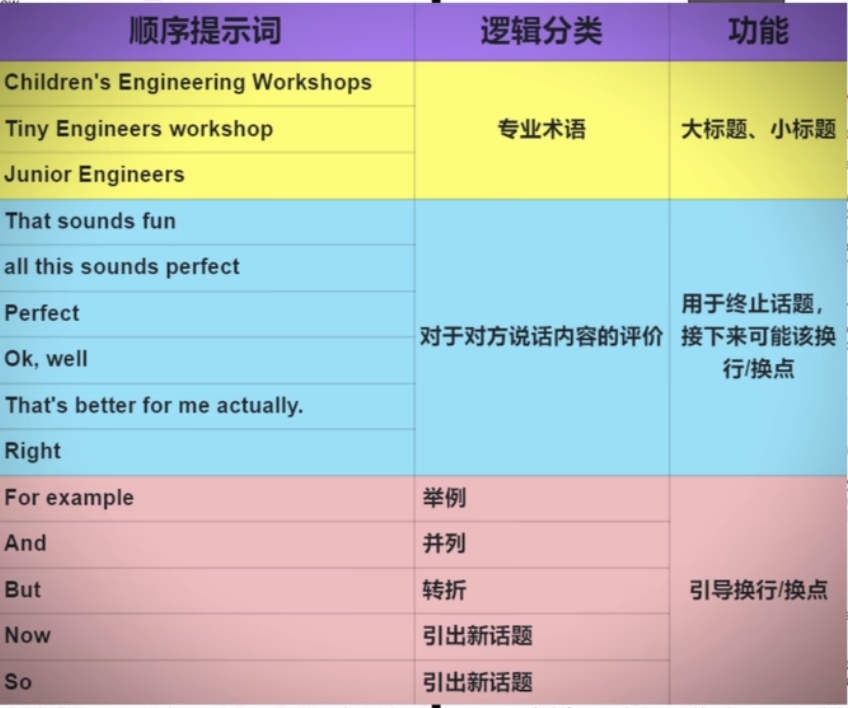 顺序提示词 逻辑分类 功能
Children's Engineering Workshops
Tiny Engineers workshop 专业术语 大标题、小标题
Junior Engineers
That sounds fun
all this sounds perfect
Perfect
Ok, well
That's better for me actually.
Right
对于对方说话内容的评价
用于终止话题,
接下来可能该换
行/换点
For example 举例
And 并列
But 转折
Now 引出新话题
So 引出新话题
引导换行/换点